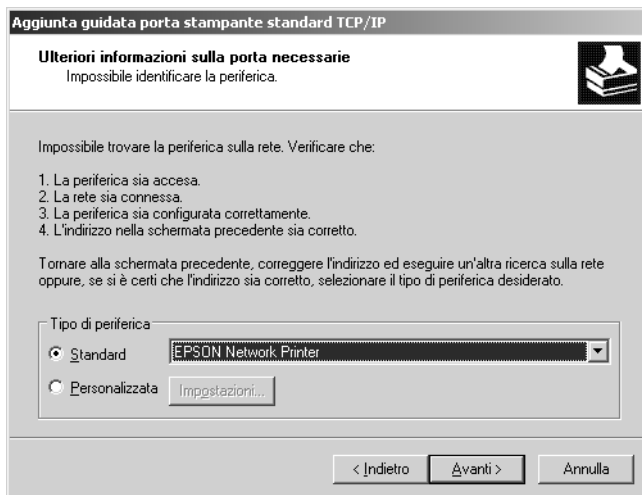 Aggiunta guidata porta stampante standard TCP/IP
Ulteriori informazioni sulla porta necessarie
Impossibile identificare la periferica.
Impossibile trovare la periferica sulla rete. Verificare che:
1. La periferica sia accesa.
2. La rete sia connessa.
3. La periferica sia configurata correttamente.
4. L'indirizzo nella schermata precedente sia corretto.
Tornare alla schermata precedente, correggere l'indirizzo ed eseguire un'altra ricerca sulla rete
oppure, se si è certi che l'indirizzo sia corretto, selezionare il tipo di periferica desiderato.
Tipo di periferica
Standard EPSON Network Printer
Personalizzata Impostazioni...
< Indietro Avanti > Annulla